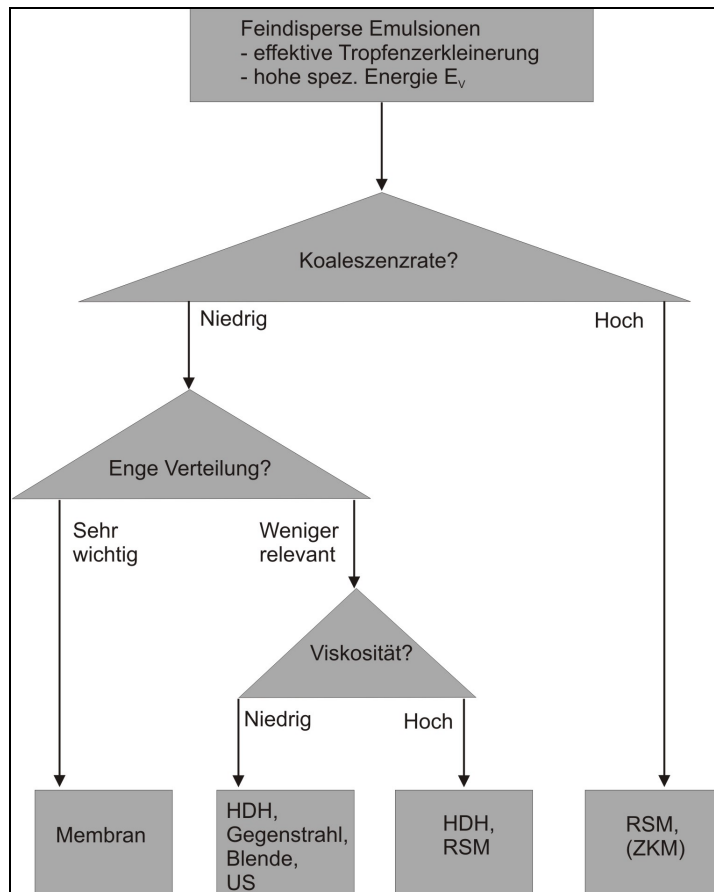 Feindisperse Emulsionen
- effektive Tropfenzerkleinerung
- hohe spez. Energie Eᵥ
Koaleszenzrate?
Niedrig
Hoch
Enge Verteilung?
Sehr
wichtig
Weniger
relevant
Viskosität?
Niedrig
Hoch
Membran
HDH,
Gegenstrahl,
Blende,
US
HDH,
RSM
RSM,
(ZKM)